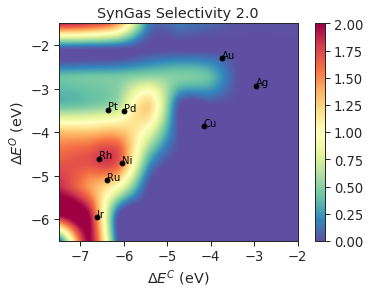 SynGas Selectivity 2.0
ΔE^O (eV)
−2
−3
−4
−5
−6
Au
Ag
Pt
Pd
Cu
Rh
Ni
Ru
Ir
−7
−6
−5
−4
−3
−2
ΔE^C (eV)
2.00
1.75
1.50
1.25
1.00
0.75
0.50
0.25
0.00